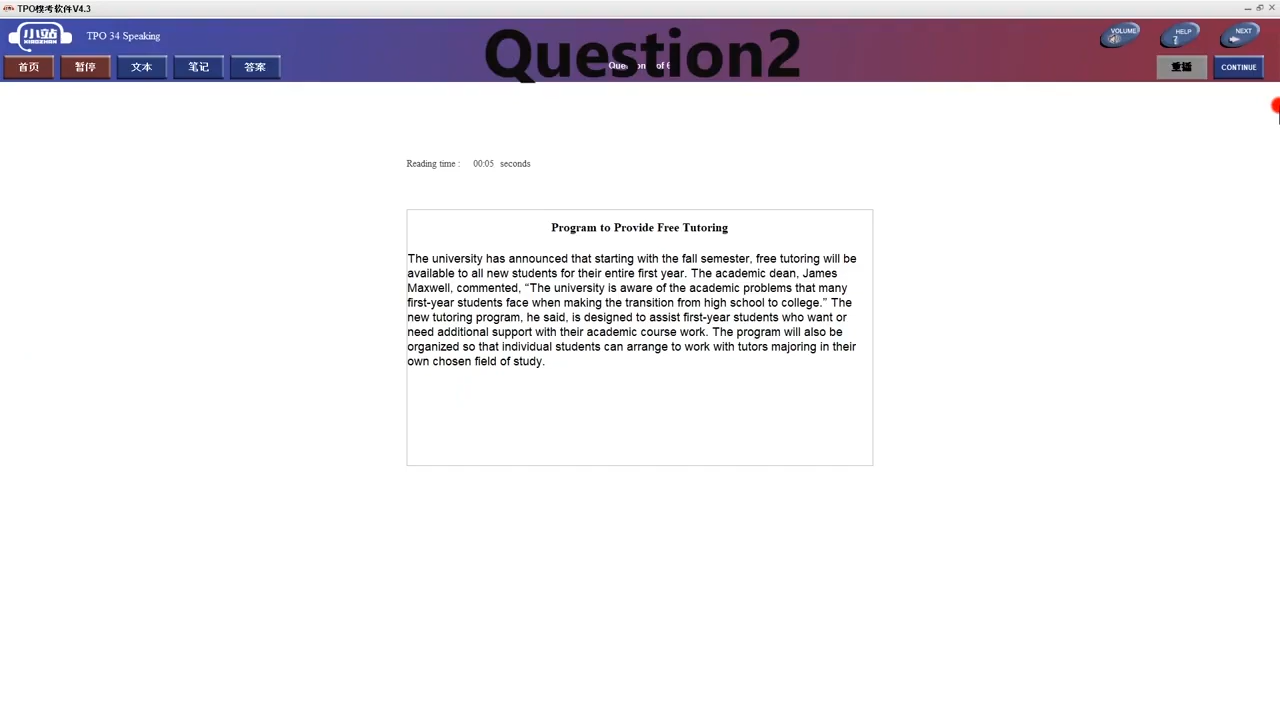 TPO模考软件V4.3
小站
TPO 34 Speaking
VOLUME
HELP
NEXT
Question2
首页
暂停
文本
笔记
答案
重播
CONTINUE
Reading time : 00:05 seconds
Program to Provide Free Tutoring
The university has announced that starting with the fall semester, free tutoring will be
available to all new students for their entire first year. The academic dean, James
Maxwell, commented, “The university is aware of the academic problems that many
first-year students face when making the transition from high school to college.” The
new tutoring program, he said, is designed to assist first-year students who want or
need additional support with their academic course work. The program will also be
organized so that individual students can arrange to work with tutors majoring in their
own chosen field of study.